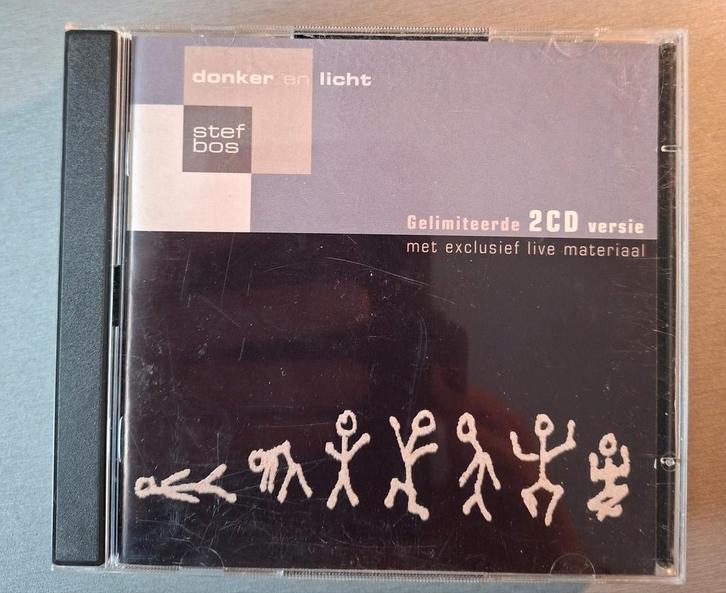 donker en licht
stef
bos
Gelimiteerde 2CD versie
met exclusief live materiaal